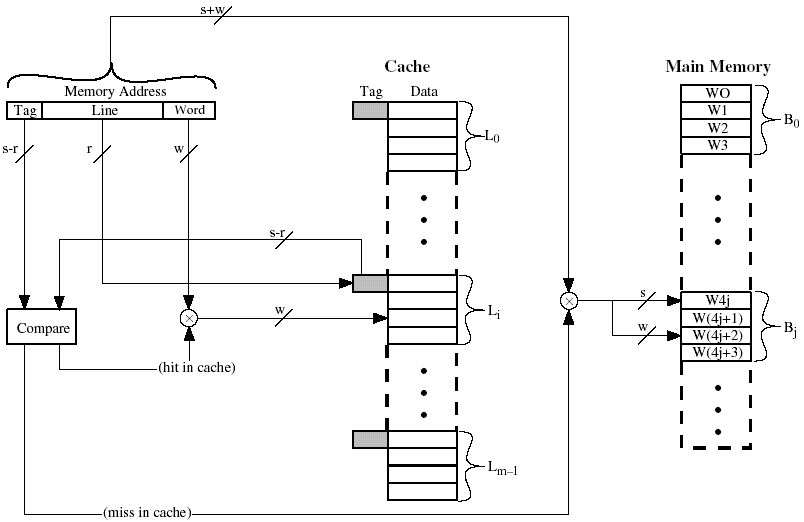 s+w
Cache
Main Memory
Memory Address
Tag Data
Tag Line Word
WO
W1
W2
W3
B0
L0
s-r
r
w
s-r
Li
w
Compare
(hit in cache)
s
w
W4j
W(4j+1)
W(4j+2)
W(4j+3)
Bj
Lm–1
(miss in cache)